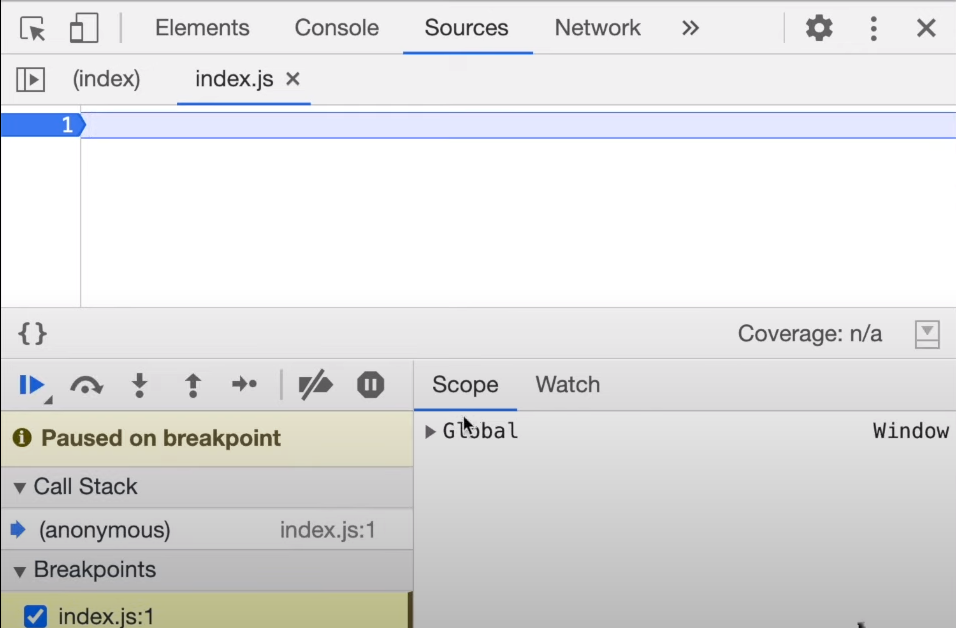 Elements Console Sources Network
(index) index.js
1
{} Coverage: n/a
Scope Watch
Paused on breakpoint
Global Window
Call Stack
(anonymous) index.js:1
Breakpoints
index.js:1